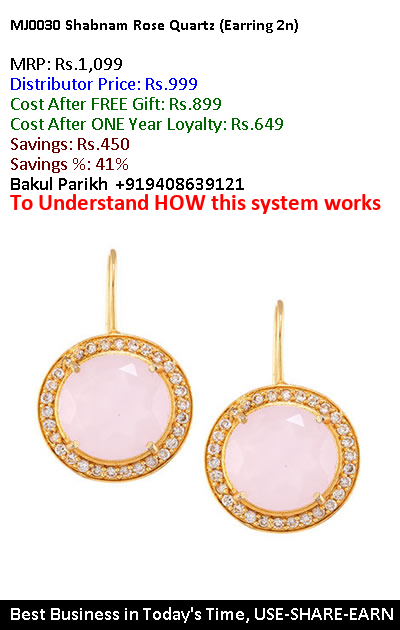 MJ0030 Shabnam Rose Quartz (Earring 2n)
MRP: Rs.1,099
Distributor Price: Rs.999
Cost After FREE Gift: Rs.899
Cost After ONE Year Loyalty: Rs.649
Savings: Rs.450
Savings %: 41%
Bakul Parikh +919408639121
To Understand HOW this system works
Best Business in Today's Time, USE-SHARE-EARN